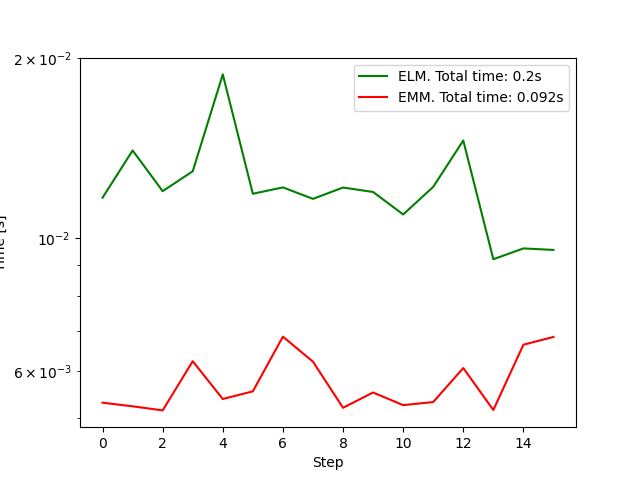 2 × 10⁻²
10⁻²
6 × 10⁻³
ELM. Total time: 0.2s
EMM. Total time: 0.092s
0 2 4 6 8 10 12 14
Step